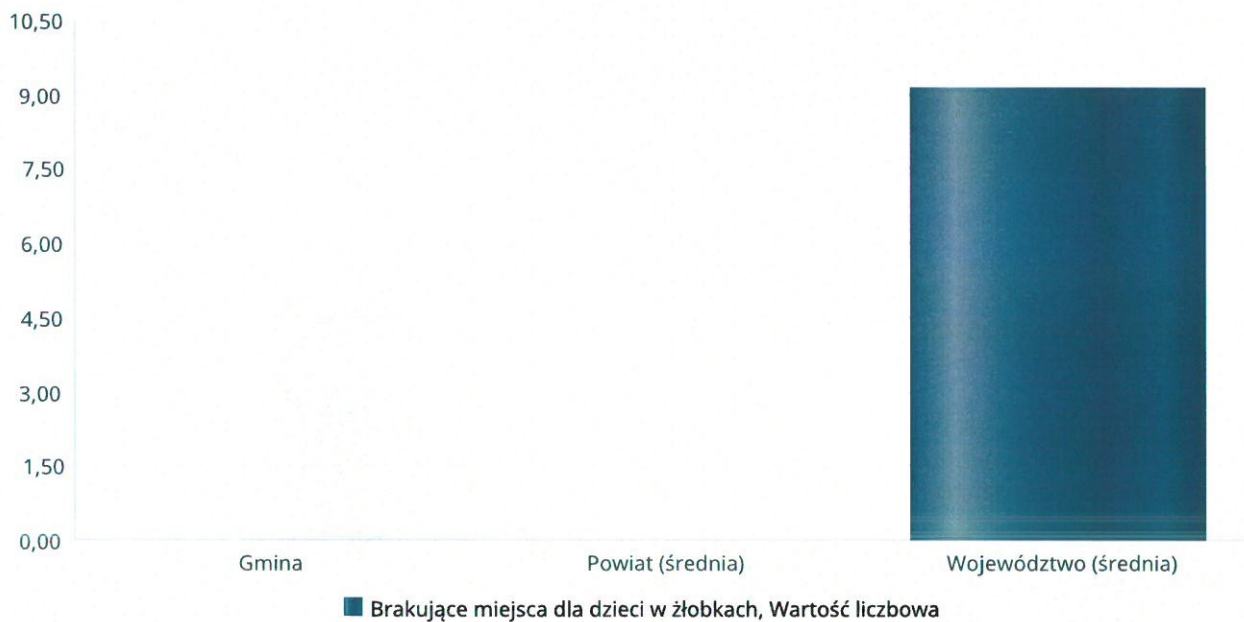 10,50
9,00
7,50
6,00
4,50
3,00
1,50
0,00
Gmina
Powiat (średnia)
Województwo (średnia)
Brakujące miejsca dla dzieci w żłobkach, Wartość liczbowa